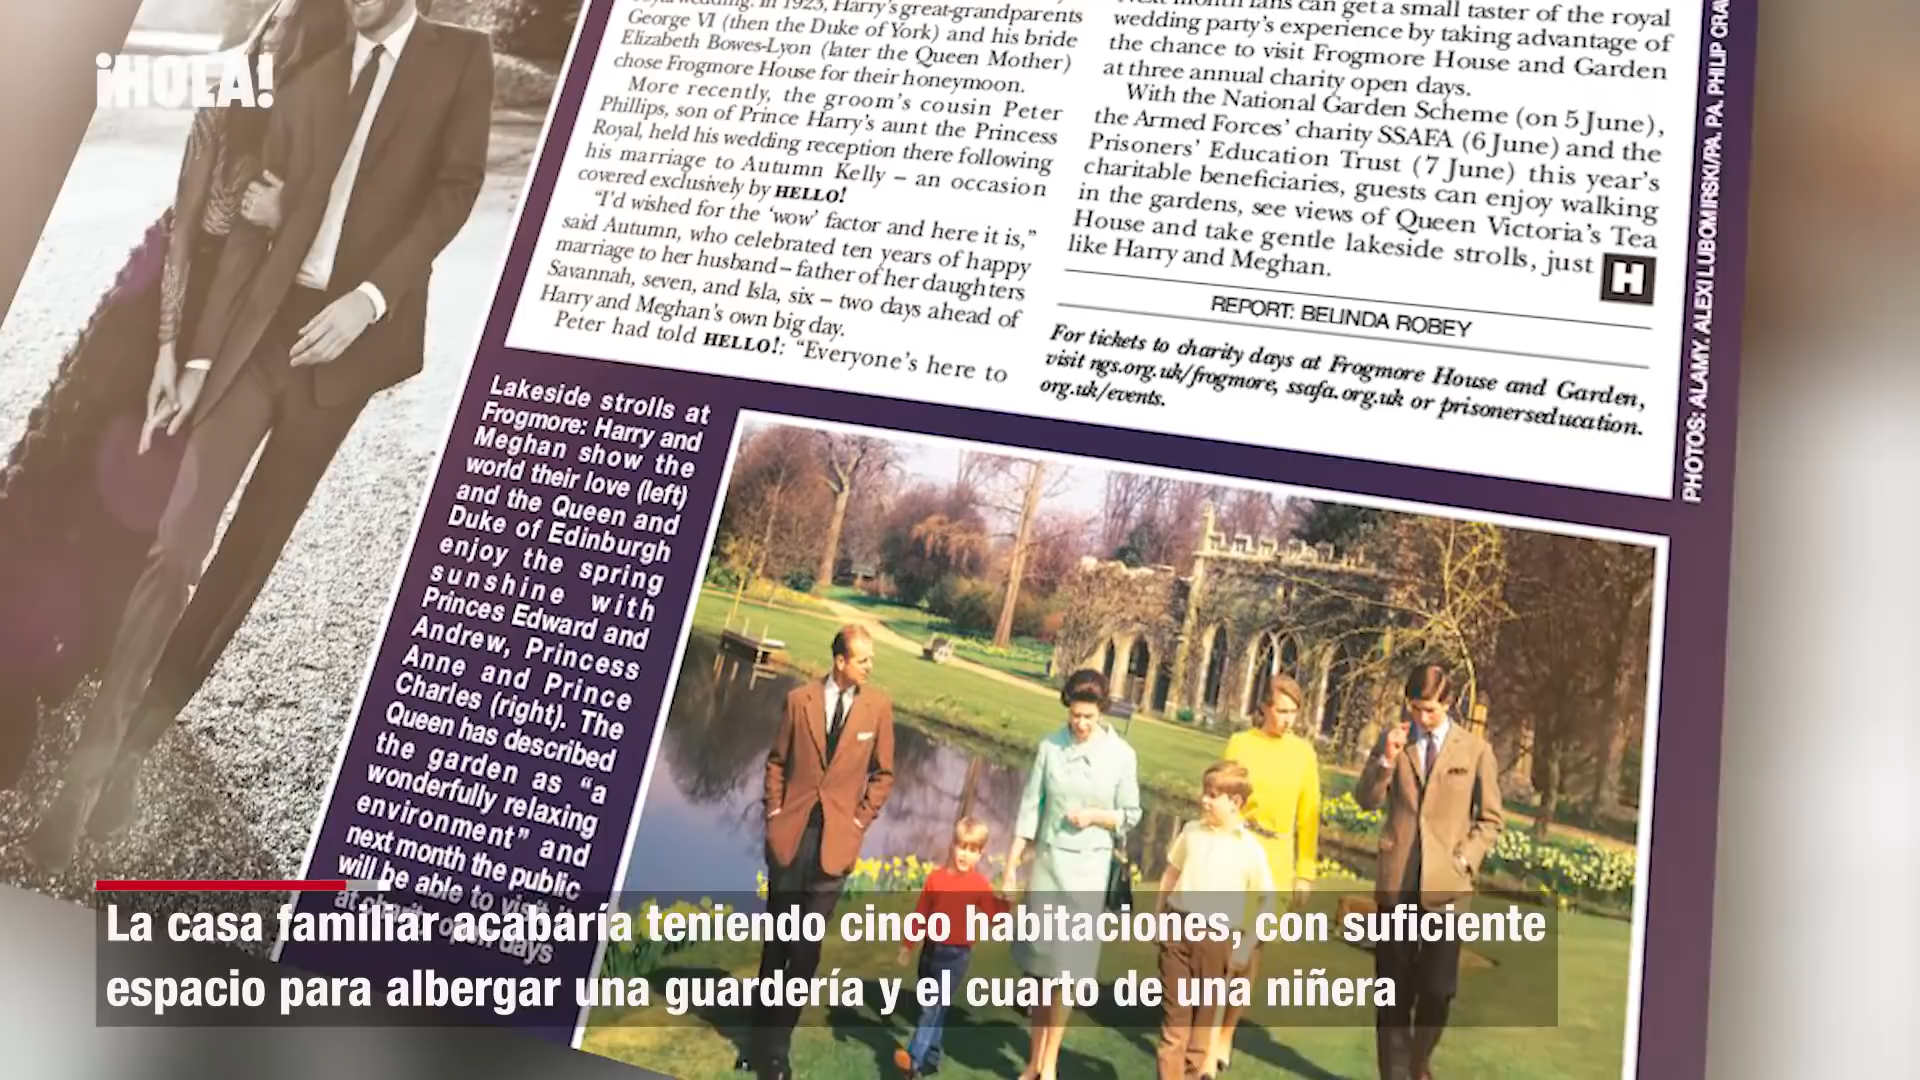 ¡HOLA!
royal wedding. In 1923, Harry's great-grandparents
George VI (then the Duke of York) and his bride
Elizabeth Bowes-Lyon (later the Queen Mother)
chose Frogmore House for their honeymoon.
More recently, the groom's cousin Peter
Phillips, son of Prince Harry's aunt the Princess
Royal, held his wedding reception there following
his marriage to Autumn Kelly – an occasion
covered exclusively by HELLO!
"I'd wished for the 'wow' factor and here it is,"
said Autumn, who celebrated ten years of happy
marriage to her husband – father of her daughters
Savannah, seven, and Isla, six – two days ahead of
Harry and Meghan's own big day.
Peter had told HELLO!: "Everyone's here to
Next month fans can get a small taster of the royal
wedding party's experience by taking advantage of
the chance to visit Frogmore House and Garden
at three annual charity open days.
With the National Garden Scheme (on 5 June),
the Armed Forces' charity SSAFA (6 June) and the
Prisoners' Education Trust (7 June) this year's
charitable beneficiaries, guests can enjoy walking
in the gardens, see views of Queen Victoria's Tea
House and take gentle lakeside strolls, just
like Harry and Meghan.
H
REPORT: BELINDA ROBEY
For tickets to charity days at Frogmore House and Garden,
visit ngs.org.uk/frogmore, ssafa.org.uk or prisonerseducation.
org.uk/events.
PHOTOS: ALAMY. ALEXI LUBOMIRSKI/PA. PA. PHILIP CRA
Lakeside strolls at
Frogmore: Harry and
Meghan show the
world their love (left)
and the Queen and
Duke of Edinburgh
enjoy the spring
sunshine with
Princes Edward and
Andrew, Princess
Anne and Prince
Charles (right). The
Queen has described
the garden as "a
wonderfully relaxing
environment" and
next month the public
will be able to visit it
at charity open days
La casa familiar acabaría teniendo cinco habitaciones, con suficiente
espacio para albergar una guardería y el cuarto de una niñera